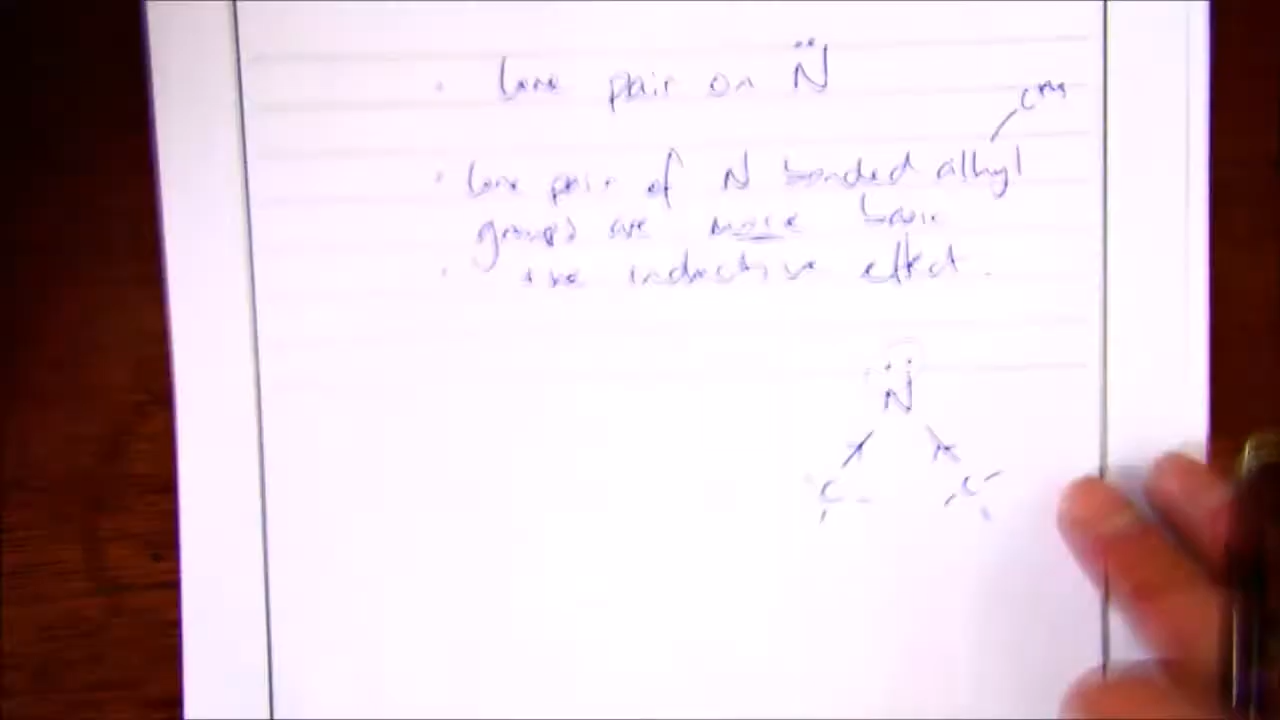 · lone pair on N̈
CH3
· lone pair of N bonded alkyl
groups are more basic
· +ve inductive effect.
N̈
C C